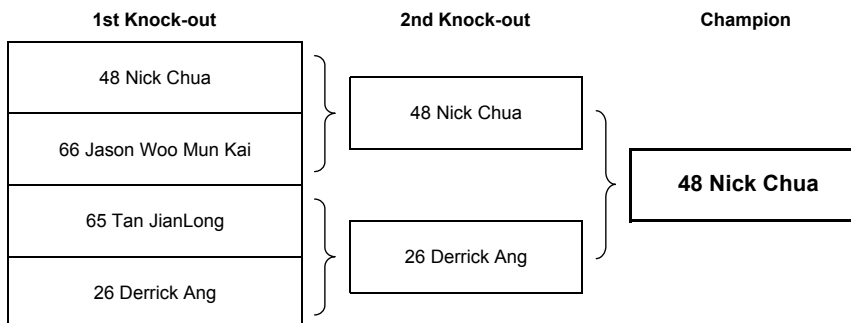 1st Knock-out
2nd Knock-out
Champion
48 Nick Chua
66 Jason Woo Mun Kai
65 Tan JianLong
26 Derrick Ang
48 Nick Chua
26 Derrick Ang
48 Nick Chua